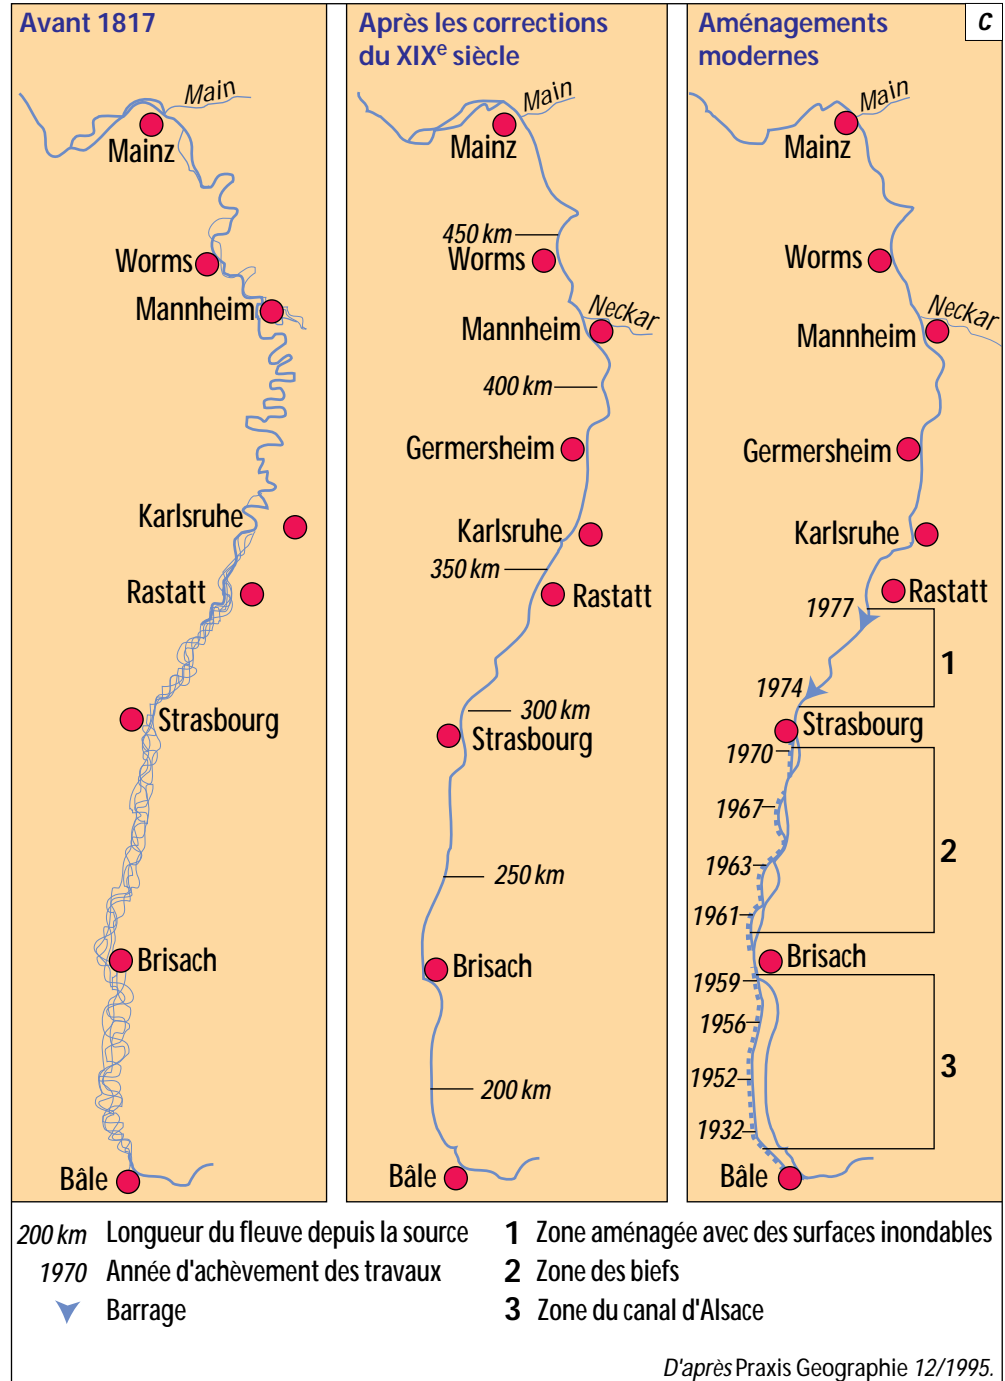 Avant 1817
Main
Mainz
Worms
Mannheim
Karlsruhe
Rastatt
Strasbourg
Brisach
Bâle
Après les corrections
du XIXe siècle
Main
Mainz
450 km
Worms
Neckar
Mannheim
400 km
Germersheim
Karlsruhe
350 km
Rastatt
300 km
Strasbourg
250 km
Brisach
200 km
Bâle
Aménagements
modernes
C
Main
Mainz
Worms
Neckar
Mannheim
Germersheim
Karlsruhe
Rastatt
1977
1
1974
Strasbourg
1970
1967
2
1963
1961
Brisach
1959
1956
3
1952
1932
Bâle
200 km Longueur du fleuve depuis la source
1970 Année d'achèvement des travaux
Barrage
1 Zone aménagée avec des surfaces inondables
2 Zone des biefs
3 Zone du canal d'Alsace
D'après Praxis Geographie 12/1995.